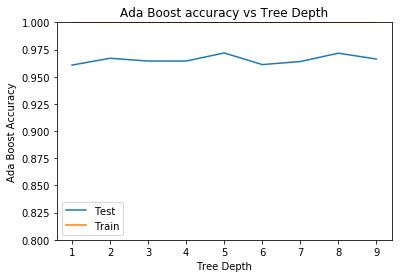 Ada Boost accuracy vs Tree Depth
1.000
0.975
0.950
0.925
0.900
0.875
0.850
0.825
0.800
Ada Boost Accuracy
Test
Train
1 2 3 4 5 6 7 8 9
Tree Depth